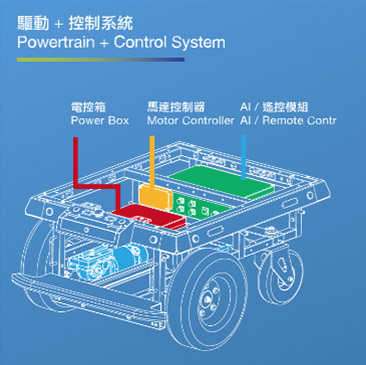 驅動 + 控制系統
Powertrain + Control System
電控箱
Power Box
馬達控制器
Motor Controller
AI / 遙控模組
AI / Remote Contr